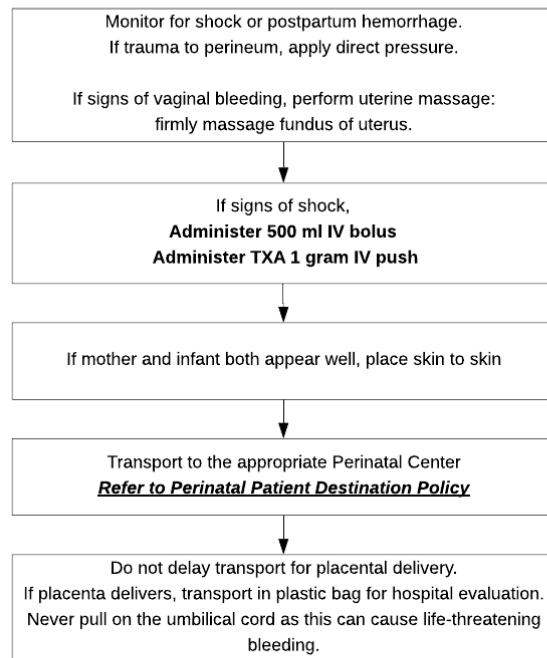 Monitor for shock or postpartum hemorrhage.
If trauma to perineum, apply direct pressure.
If signs of vaginal bleeding, perform uterine massage:
firmly massage fundus of uterus.
If signs of shock,
Administer 500 ml IV bolus
Administer TXA 1 gram IV push
If mother and infant both appear well, place skin to skin
Transport to the appropriate Perinatal Center
Refer to Perinatal Patient Destination Policy
Do not delay transport for placental delivery.
If placenta delivers, transport in plastic bag for hospital evaluation.
Never pull on the umbilical cord as this can cause life-threatening
bleeding.